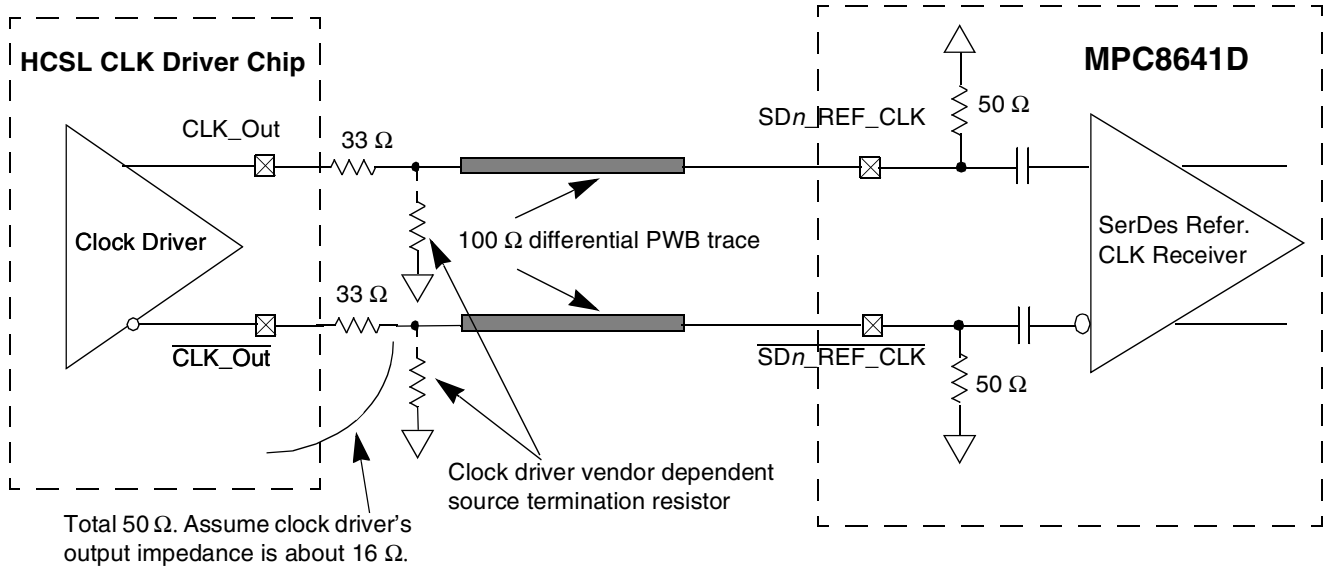 HCSL CLK Driver Chip
MPC8641D
50 Ω
CLK_Out
SDn_REF_CLK
33 Ω
Clock Driver
100 Ω differential PWB trace
SerDes Refer.
CLK Receiver
33 Ω
CLK_Out
SDn_REF_CLK
50 Ω
Clock driver vendor dependent
source termination resistor
Total 50 Ω. Assume clock driver's
output impedance is about 16 Ω.